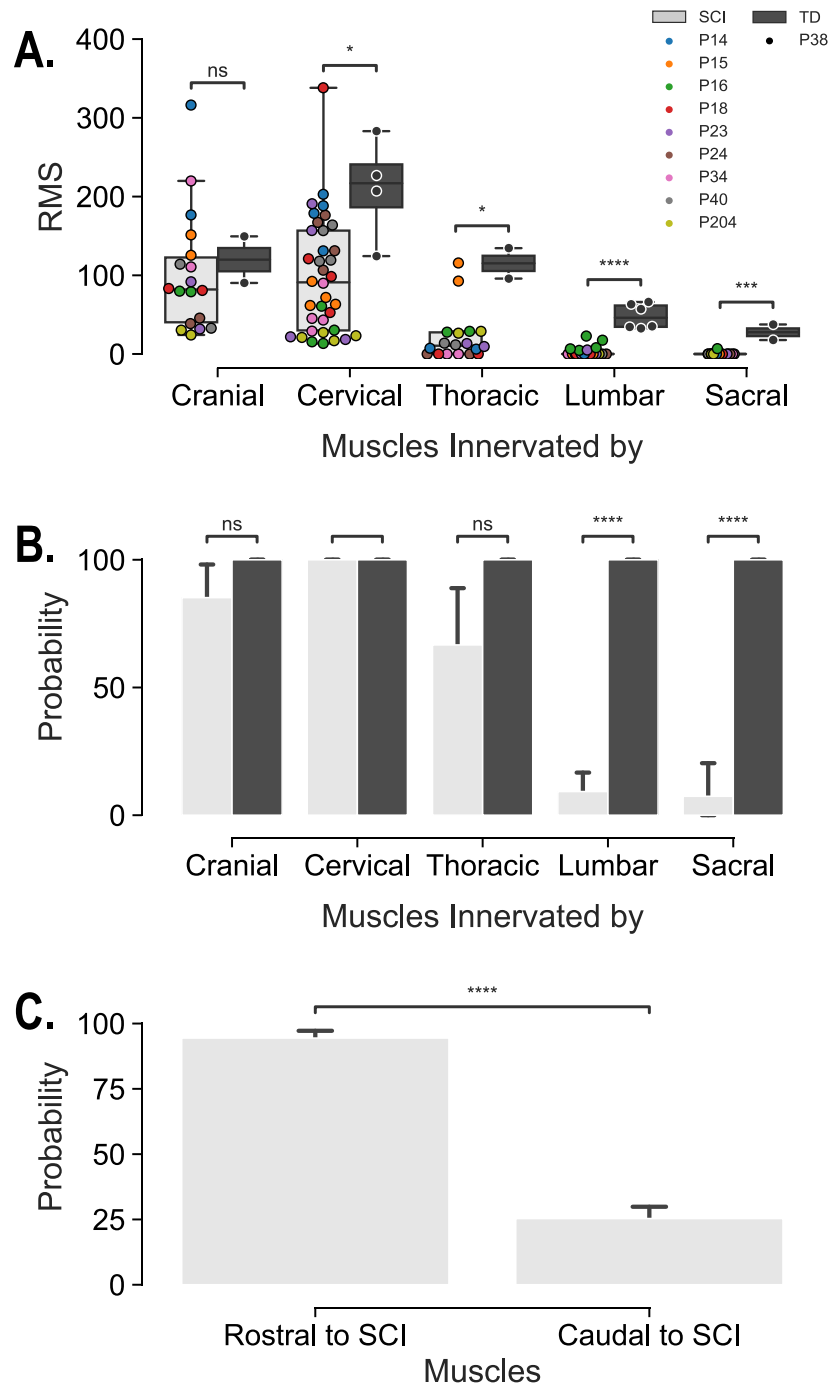 A.
SCI TD
P14 P38
P15
P16
P18
P23
P24
P34
P40
P204
400
300
200
100
0
RMS
ns * * **** ***
Cranial Cervical Thoracic Lumbar Sacral
Muscles Innervated by
B.
ns ns **** ****
100
50
0
Probability
Cranial Cervical Thoracic Lumbar Sacral
Muscles Innervated by
C.
****
100
75
50
25
0
Probability
Rostral to SCI Caudal to SCI
Muscles